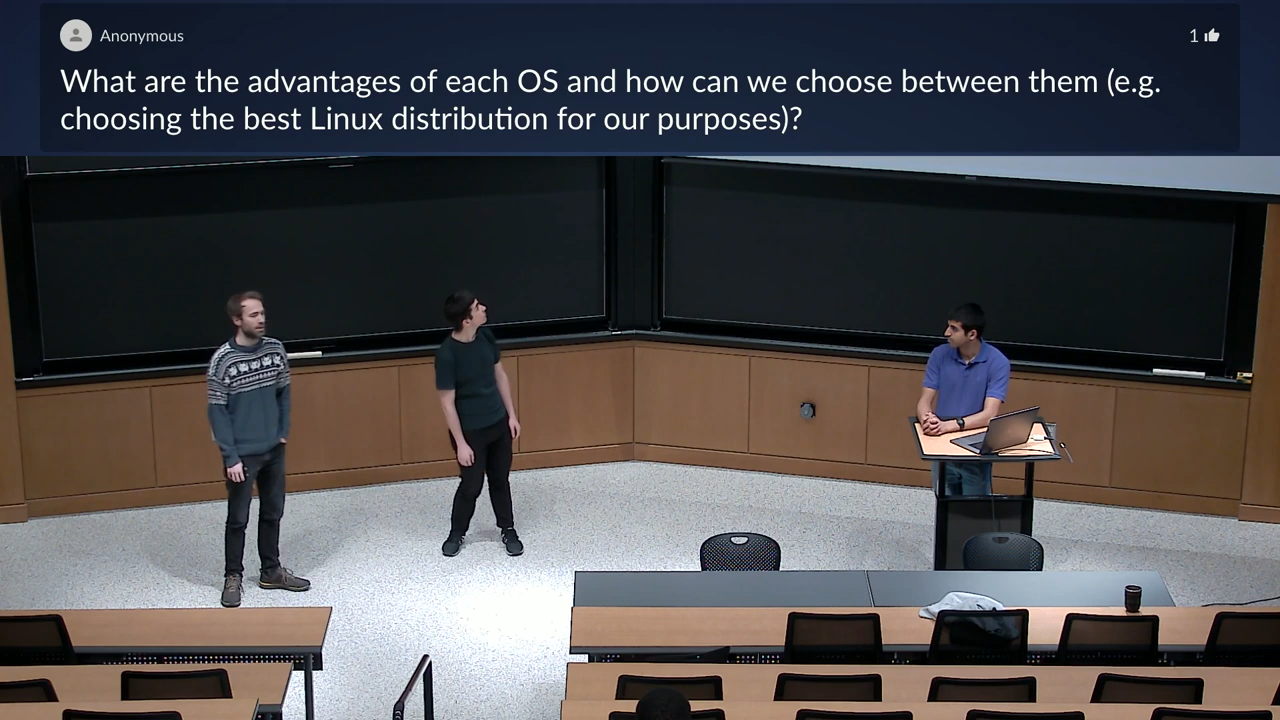 Anonymous
1
What are the advantages of each OS and how can we choose between them (e.g.
choosing the best Linux distribution for our purposes)?